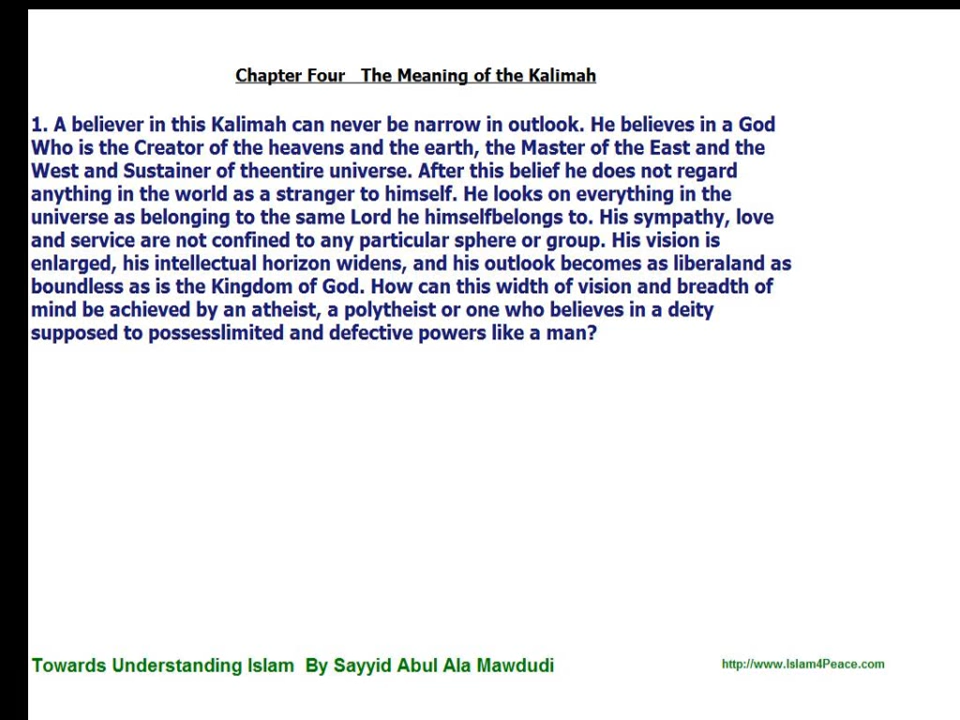 Chapter Four   The Meaning of the Kalimah
1. A believer in this Kalimah can never be narrow in outlook. He believes in a God
Who is the Creator of the heavens and the earth, the Master of the East and the
West and Sustainer of theentire universe. After this belief he does not regard
anything in the world as a stranger to himself. He looks on everything in the
universe as belonging to the same Lord he himselfbelongs to. His sympathy, love
and service are not confined to any particular sphere or group. His vision is
enlarged, his intellectual horizon widens, and his outlook becomes as liberaland as
boundless as is the Kingdom of God. How can this width of vision and breadth of
mind be achieved by an atheist, a polytheist or one who believes in a deity
supposed to possesslimited and defective powers like a man?
Towards Understanding Islam  By Sayyid Abul Ala Mawdudi
http://www.Islam4Peace.com